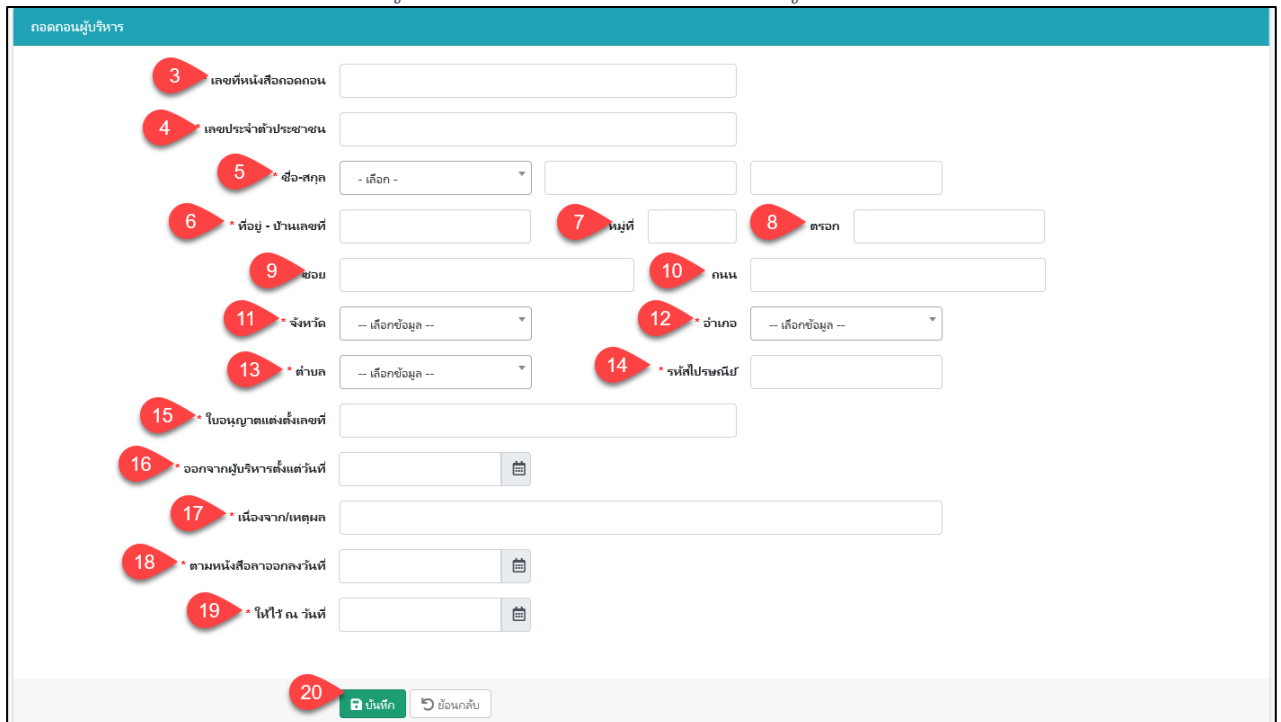 ถอดถอนผู้บริหาร
3 เลขที่หนังสือถอดถอน
4 * เลขประจำตัวประชาชน
5 * ชื่อ-สกุล - เลือก -
6 * ที่อยู่ - บ้านเลขที่ 7 หมู่ที่ 8 ตรอก
9 ซอย 10 ถนน
11 * จังหวัด -- เลือกข้อมูล -- 12 * อำเภอ -- เลือกข้อมูล --
13 * ตำบล -- เลือกข้อมูล -- 14 * รหัสไปรษณีย์
15 * ใบอนุญาตแต่งตั้งเลขที่
16 * ออกจากผู้บริหารตั้งแต่วันที่
17 * เนื่องจาก/เหตุผล
18 * ตามหนังสือลาออกลงวันที่
19 * ให้ไว้ ณ วันที่
20 บันทึก ย้อนกลับ